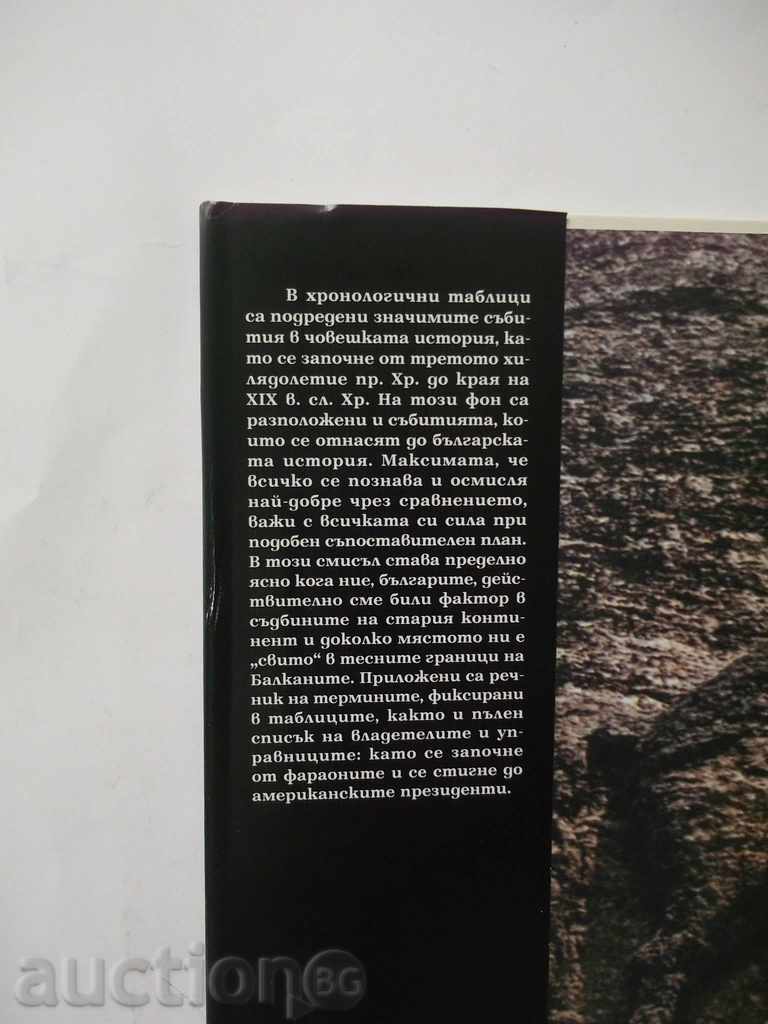 В хронологични таблици
са подредени значимите съби-
тия в човешката история, ка-
то се започне от третото хи-
лядолетие пр. Хр. до края на
XIX в. сл. Хр. На този фон са
разположени и събитията, ко-
ито се отнасят до българска-
та история. Максимата, че
всичко се познава и осмисля
най-добре чрез сравнението,
важи с всичката си сила при
подобен съпоставителен план.
В този смисъл става пределно
ясно кога ние, българите, дейс-
твително сме били фактор в
съдбините на стария конти-
нент и доколко мястото ни е
„свито“ в тесните граници на
Балканите. Приложени са реч-
ник на термините, фиксирани
в таблиците, както и пълен
списък на владетелите и уп-
равниците: като се започне
от фараоните и се стигне до
американските президенти.
auctionBG